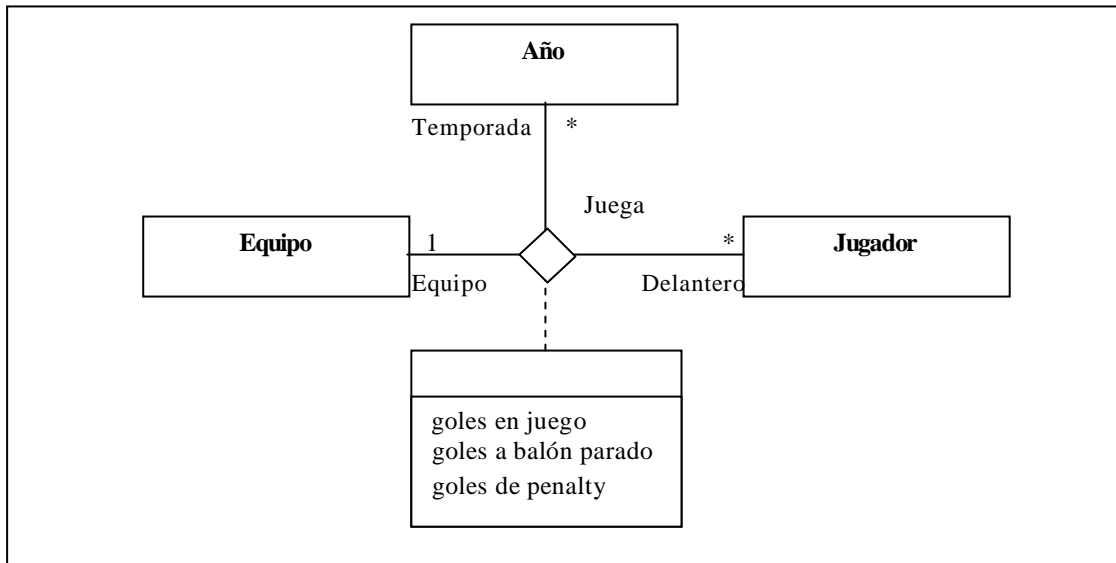 Año
Temporada *
Juega
Equipo 1 * Jugador
Equipo Delantero
goles en juego
goles a balón parado
goles de penalty